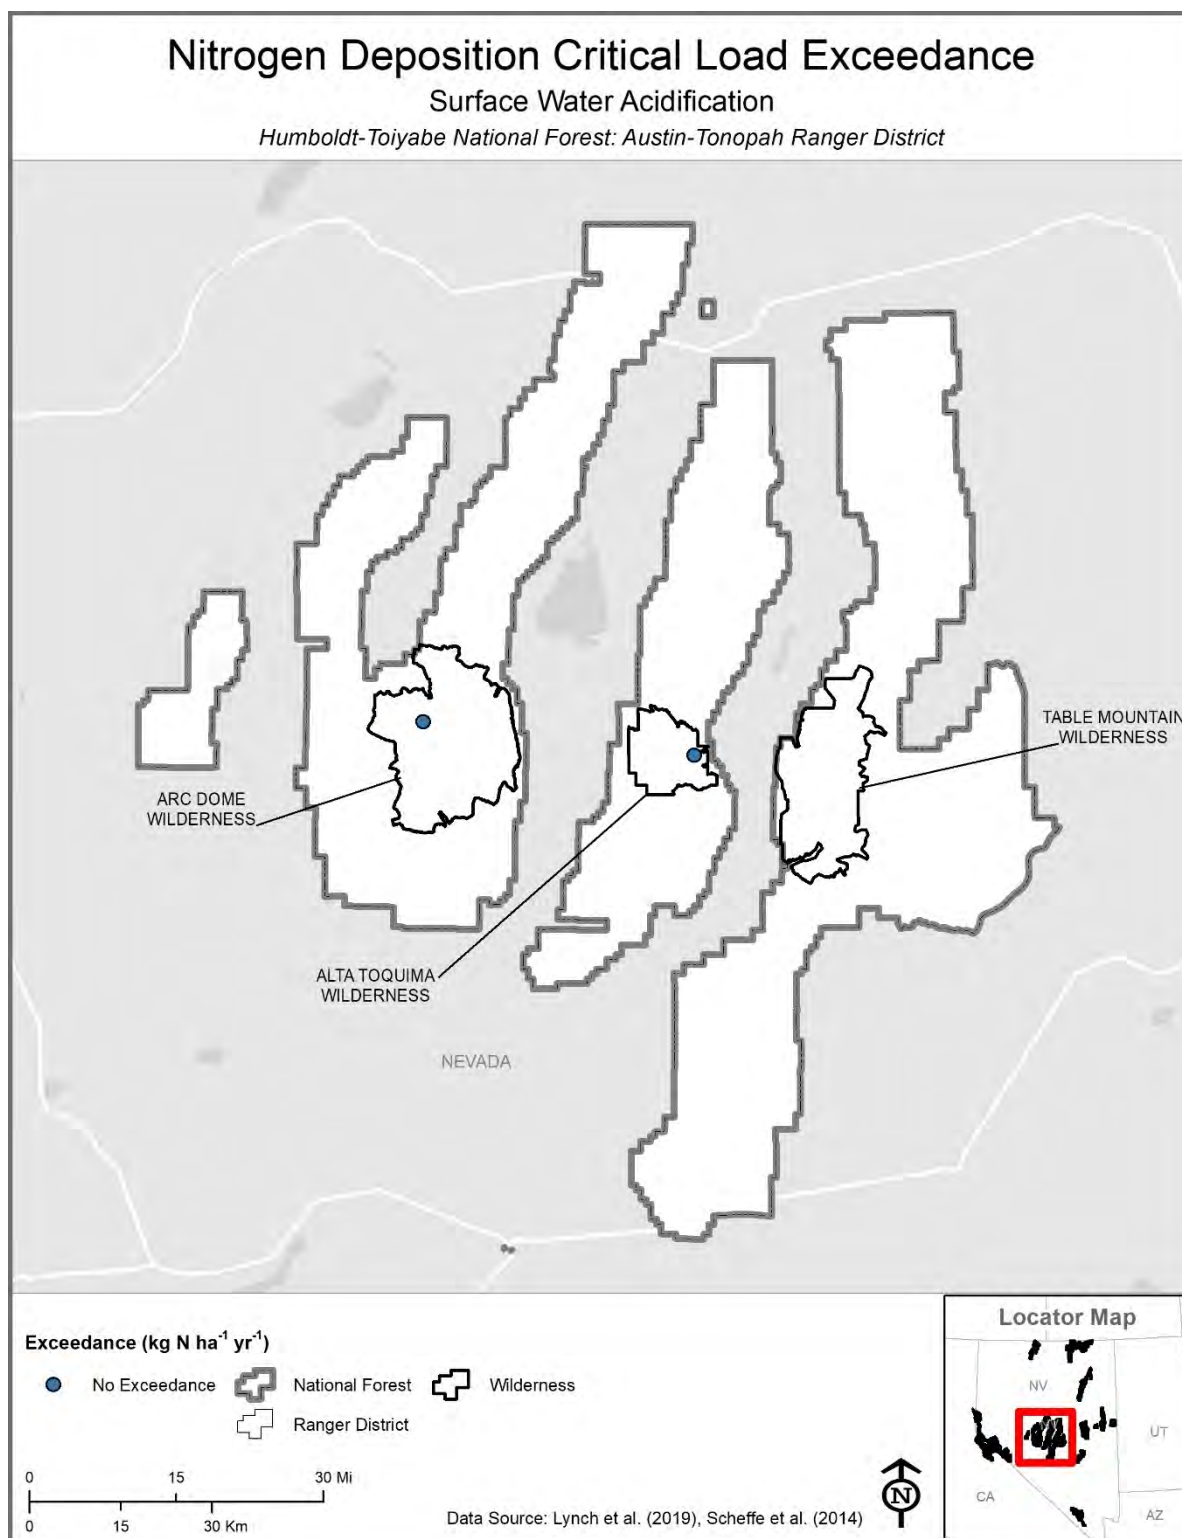 Nitrogen Deposition Critical Load Exceedance
Surface Water Acidification
Humboldt-Toiyabe National Forest: Austin-Tonopah Ranger District
TABLE MOUNTAIN
WILDERNESS
ARC DOME
WILDERNESS
ALTA TOQUIMA
WILDERNESS
NEVADA
Exceedance (kg N ha⁻¹ yr⁻¹)
No Exceedance
National Forest
Wilderness
Ranger District
0 15 30 Mi
0 15 30 Km
N
Data Source: Lynch et al. (2019), Scheffe et al. (2014)
Locator Map
NV
UT
CA
AZ